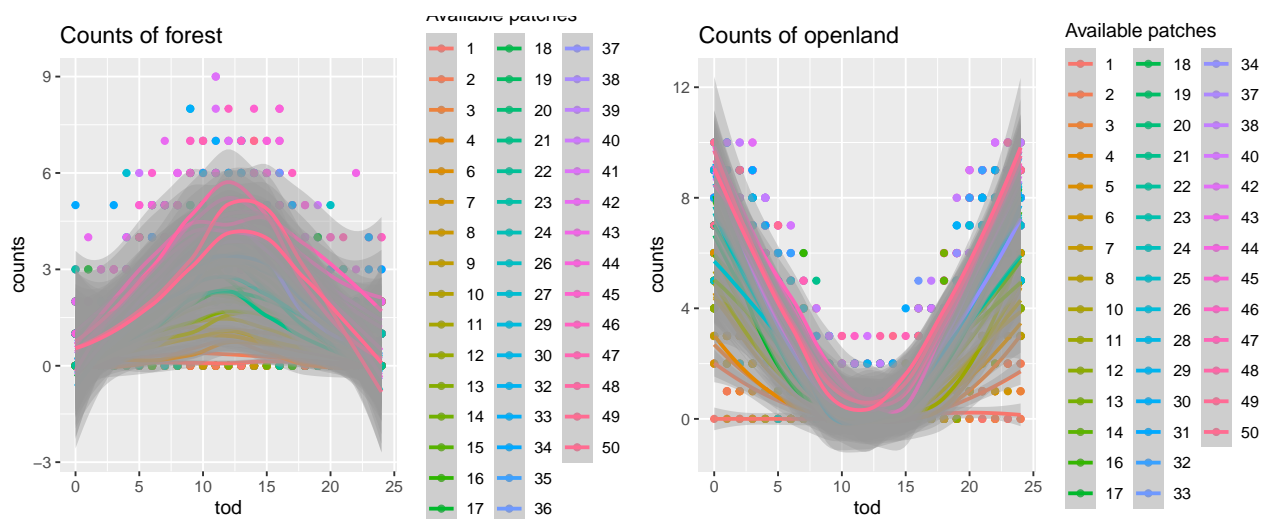 Counts of forest
counts
9
6
3
0
−3
0 5 10 15 20 25
tod
Available patches
1 18 37
2 19 38
3 20 39
4 21 40
6 22 41
7 23 42
8 24 43
9 26 44
10 27 45
11 29 46
12 30 47
13 32 48
14 33 49
15 34 50
16 35
17 36
Counts of openland
counts
12
8
4
0
0 5 10 15 20 25
tod
Available patches
1 18 34
2 19 37
3 20 38
4 21 40
5 22 42
6 23 43
7 24 44
8 25 45
10 26 46
11 28 47
12 29 48
13 30 49
14 31 50
16 32
17 33